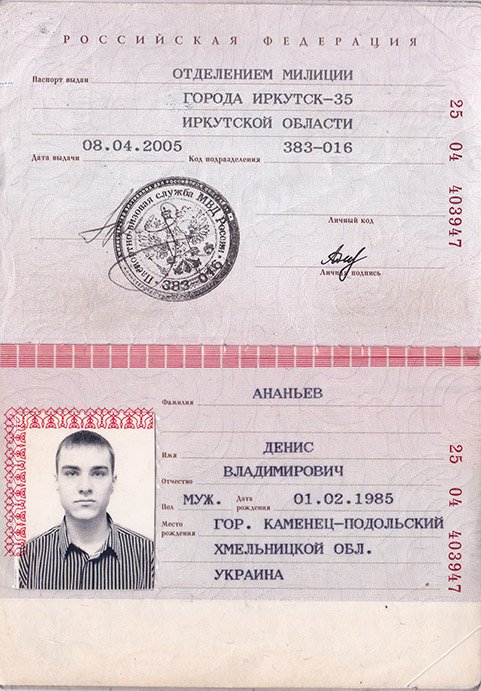 РОССИЙСКАЯ ФЕДЕРАЦИЯ
Паспорт выдан ОТДЕЛЕНИЕМ МИЛИЦИИ
ГОРОДА ИРКУТСК-35
ИРКУТСКОЙ ОБЛАСТИ
08.04.2005 383-016
Дата выдачи Код подразделения
25 04 403947
Личный код
Личная подпись
Паспортно-визовая служба МВД России
383-016
АНАНЬЕВ
Фамилия
ДЕНИС
Имя
ВЛАДИМИРОВИЧ
Отчество
МУЖ. 01.02.1985
Пол Дата рождения
Место рождения ГОР. КАМЕНЕЦ-ПОДОЛЬСКИЙ
ХМЕЛЬНИЦКОЙ ОБЛ.
УКРАИНА
25 04 403947